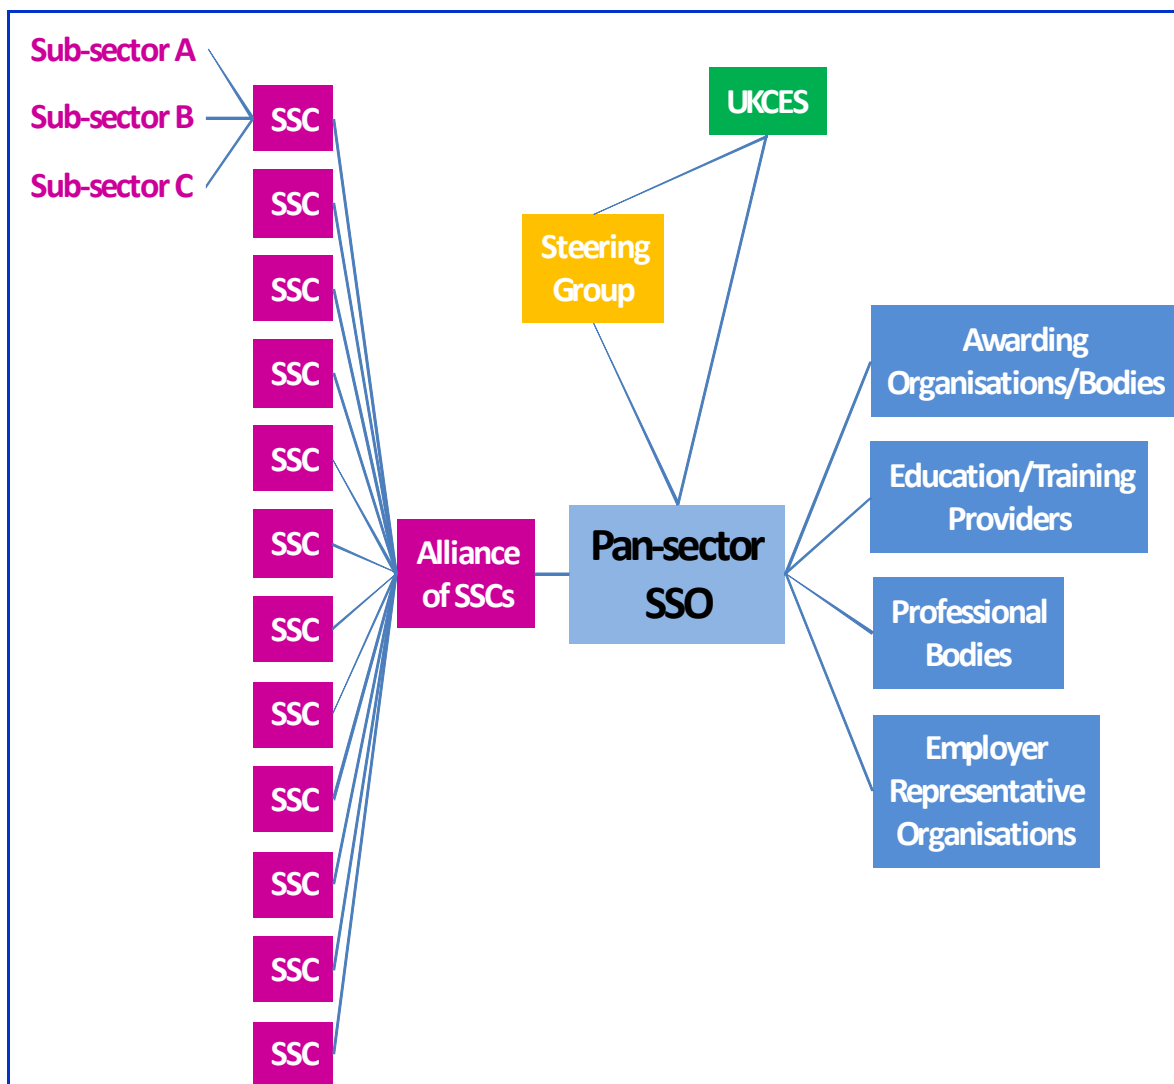 Sub-sector A
Sub-sector B
Sub-sector C
SSC
SSC
SSC
SSC
SSC
SSC
SSC
SSC
SSC
SSC
SSC
SSC
Alliance
of SSCs
UKCES
Steering
Group
Pan-sector
SSO
Awarding
Organisations/Bodies
Education/Training
Providers
Professional
Bodies
Employer
Representative
Organisations